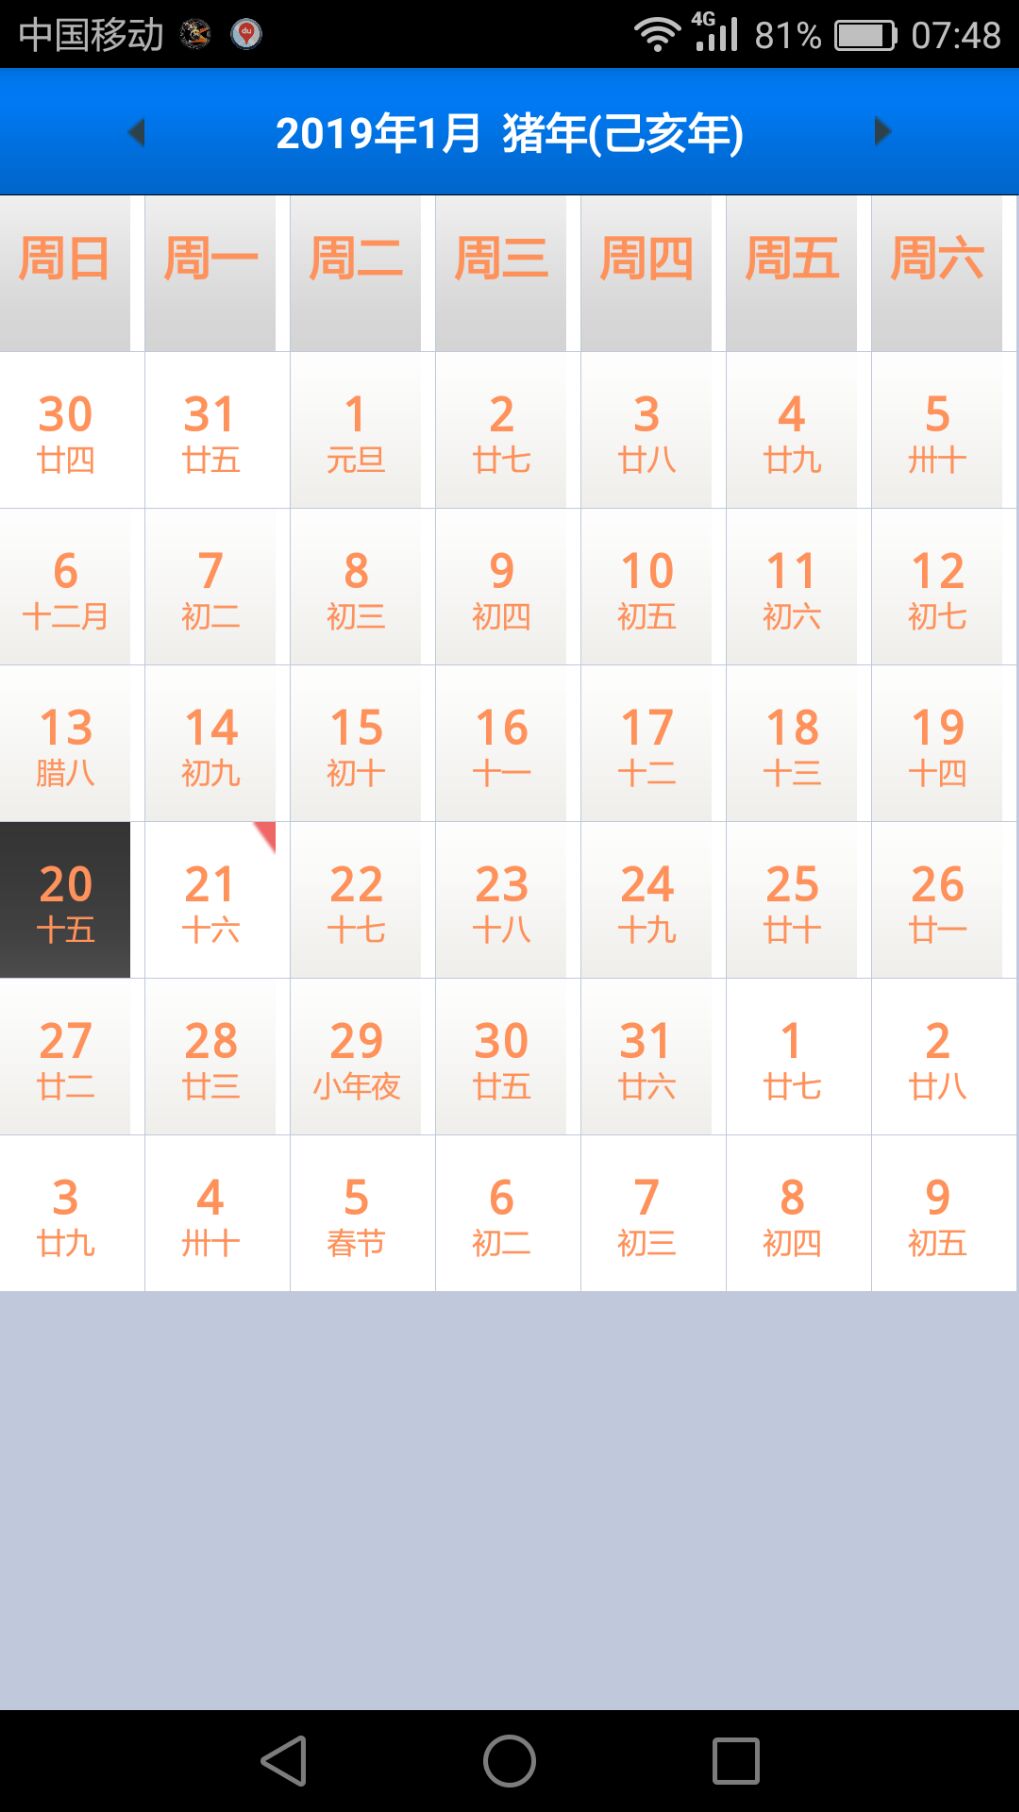 中国移动 4G 81% 07:48
2019年1月 猪年(己亥年)
周日 周一 周二 周三 周四 周五 周六
30 31 1 2 3 4 5
廿四 廿五 元旦 廿七 廿八 廿九 卅十
6 7 8 9 10 11 12
十二月 初二 初三 初四 初五 初六 初七
13 14 15 16 17 18 19
腊八 初九 初十 十一 十二 十三 十四
20 21 22 23 24 25 26
十五 十六 十七 十八 十九 廿十 廿一
27 28 29 30 31 1 2
廿二 廿三 小年夜 廿五 廿六 廿七 廿八
3 4 5 6 7 8 9
廿九 卅十 春节 初二 初三 初四 初五